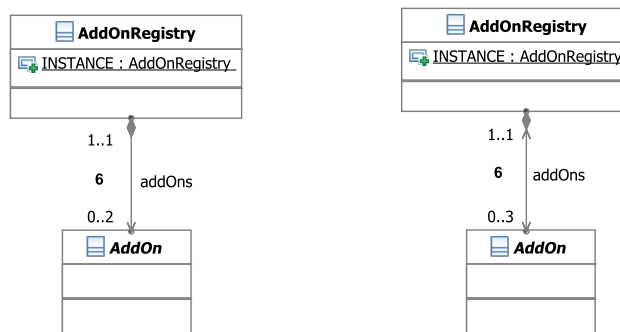 AddOnRegistry
INSTANCE : AddOnRegistry
1..1
6
addOns
0..2
AddOn
AddOnRegistry
INSTANCE : AddOnRegistry
1..1
6
addOns
0..3
AddOn